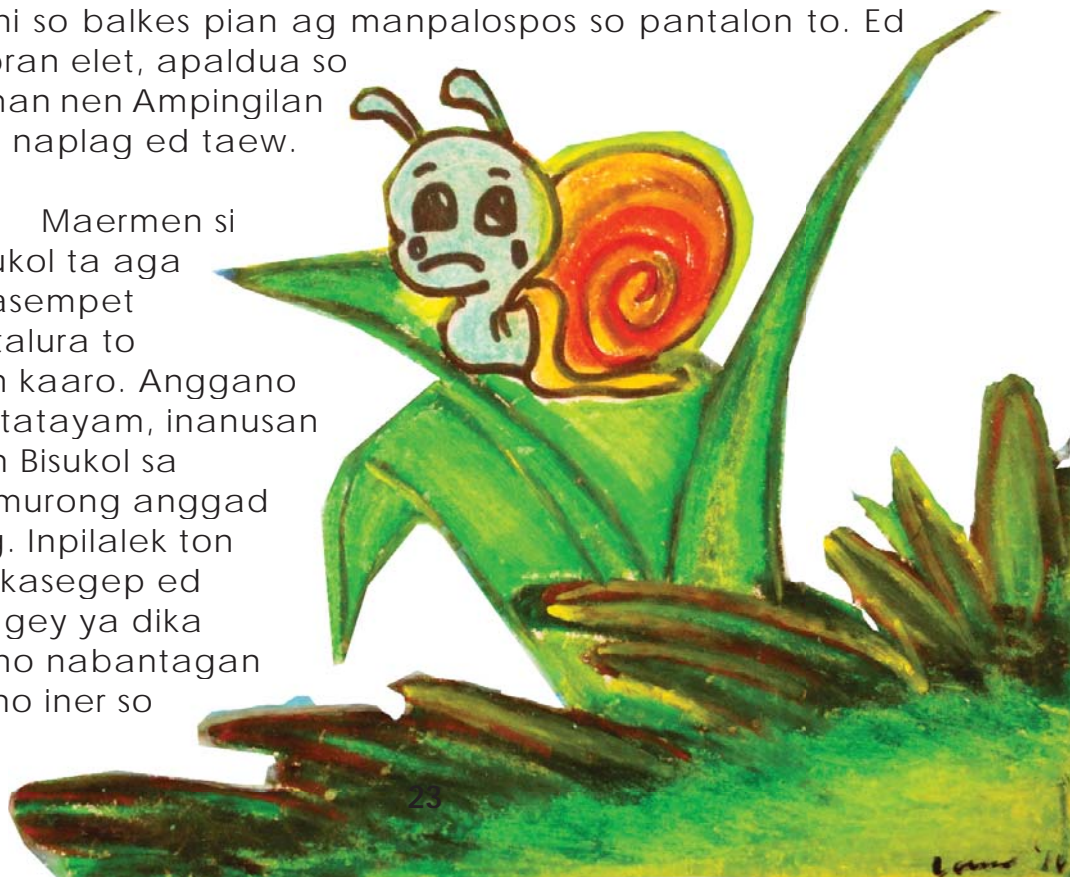 ni so balkes pian ag manpalospos so pantalon to. Ed
oran elet, apaldua so
nan nen Ampingilan
naplag ed taew.
Maermen si
ukol ta aga
asempet
talura to
n kaaro. Anggano
tatayam, inanusan
n Bisukol sa
murong anggad
g. Inpilalek ton
kasegep ed
gey ya dika
no nabantagan
no iner so
23